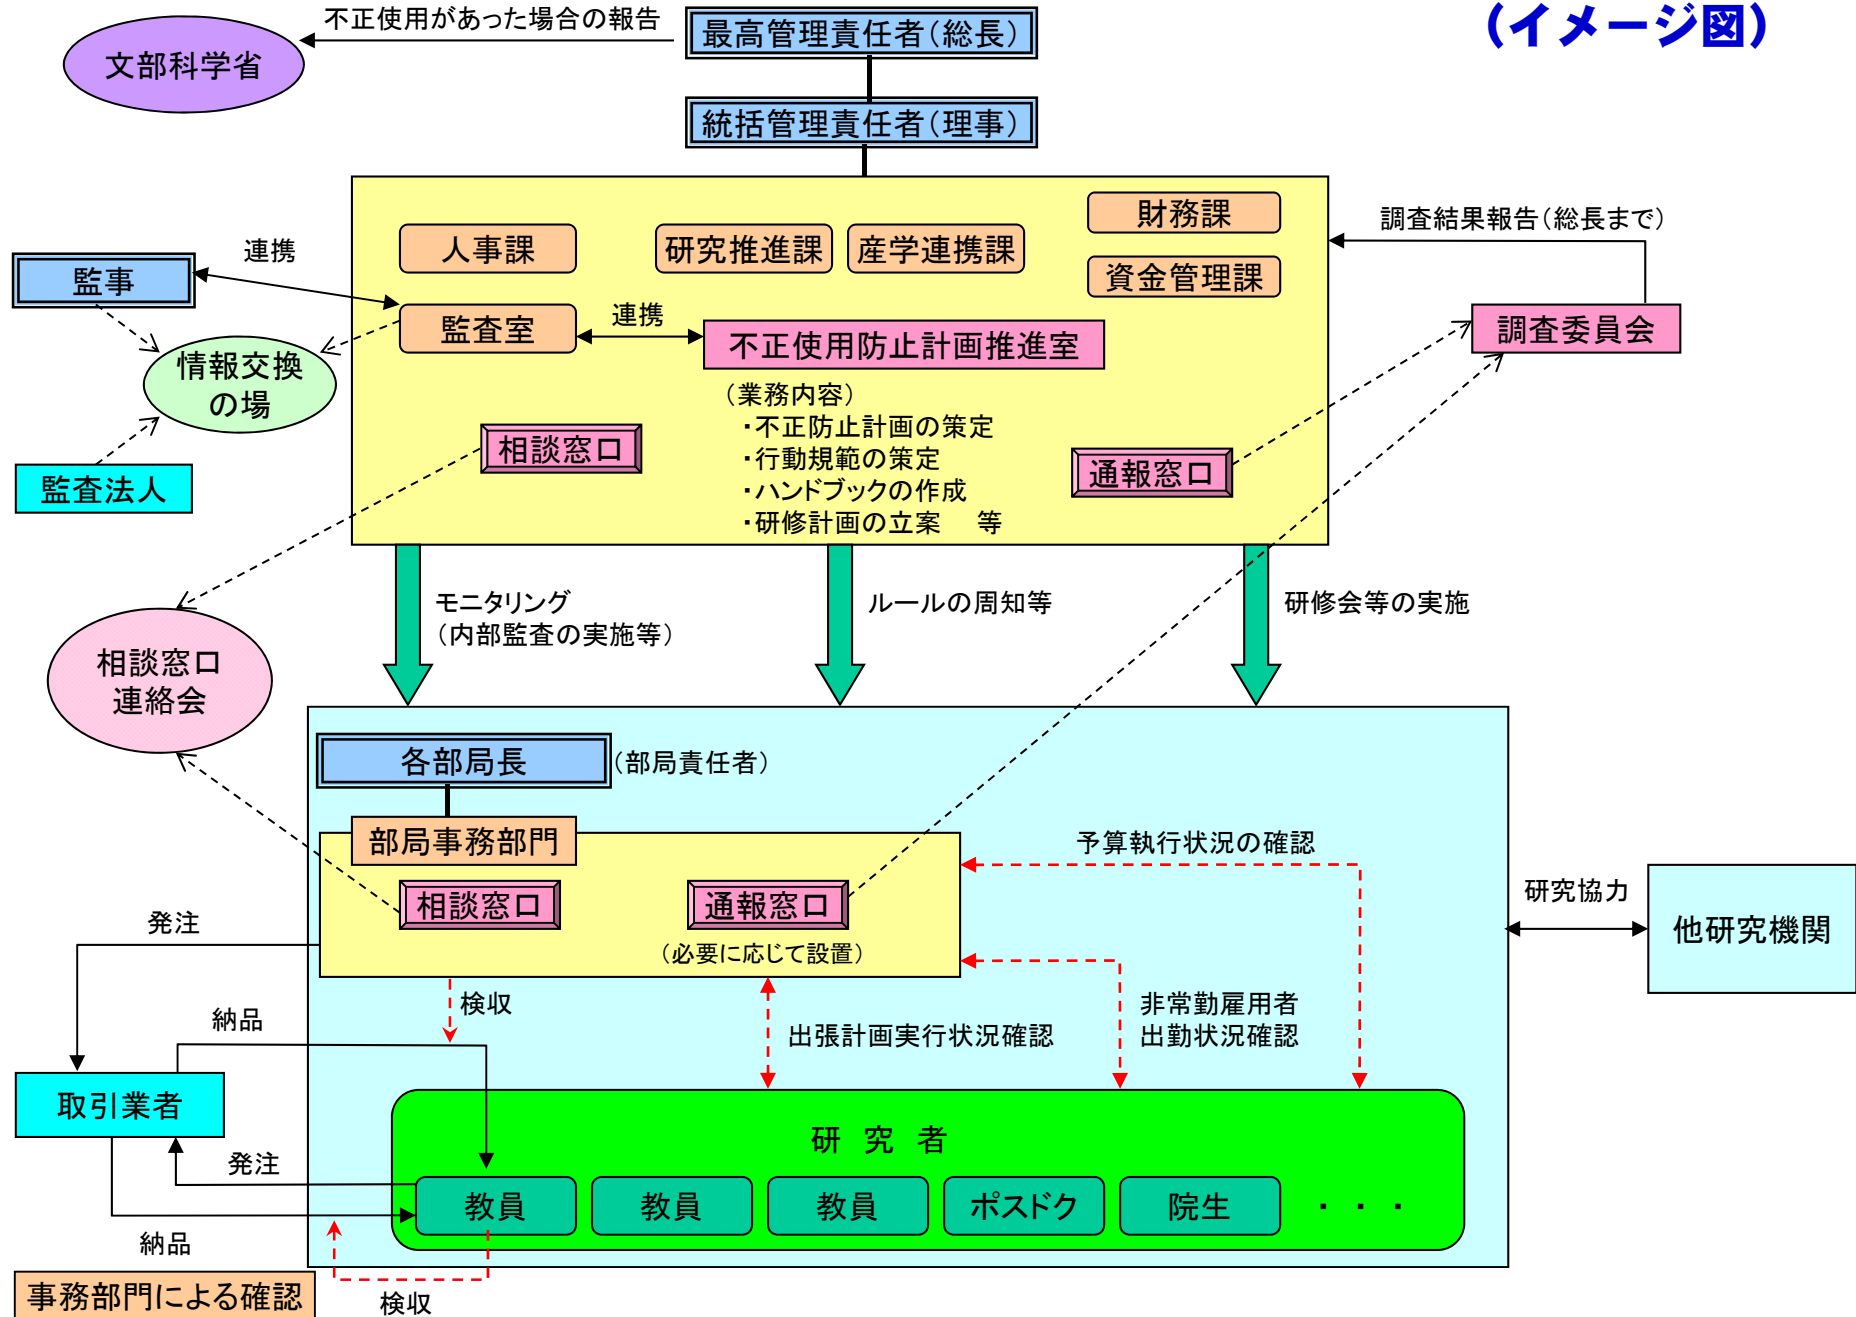 (イメージ図)
不正使用があった場合の報告
最高管理責任者(総長)
文部科学省
統括管理責任者(理事)
財務課
調査結果報告(総長まで)
人事課
研究推進課
産学連携課
連携
監事
資金管理課
監査室
連携
不正使用防止計画推進室
調査委員会
情報交換
の場
(業務内容)
・不正防止計画の策定
・行動規範の策定
・ハンドブックの作成
・研修計画の立案 等
相談窓口
通報窓口
監査法人
モニタリング
(内部監査の実施等)
ルールの周知等
研修会等の実施
相談窓口
連絡会
各部局長
(部局責任者)
部局事務部門
予算執行状況の確認
相談窓口
通報窓口
(必要に応じて設置)
研究協力
他研究機関
発注
検収
納品
出張計画実行状況確認
非常勤雇用者
出勤状況確認
取引業者
研 究 者
発注
教員
教員
教員
ポスドク
院生
・ ・ ・
納品
事務部門による確認
検収